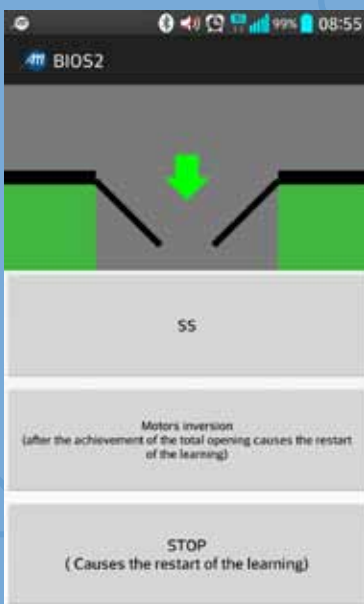 99% 08:55
BIOS2
SS
Motors inversion
(after the achievement of the total opening causes the restart
of the learning)
STOP
( Causes the restart of the learning)